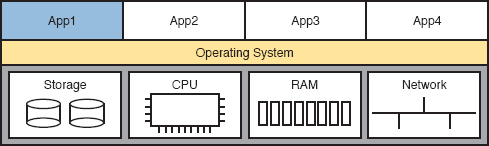 App1 App2 App3 App4
Operating System
Storage CPU RAM Network